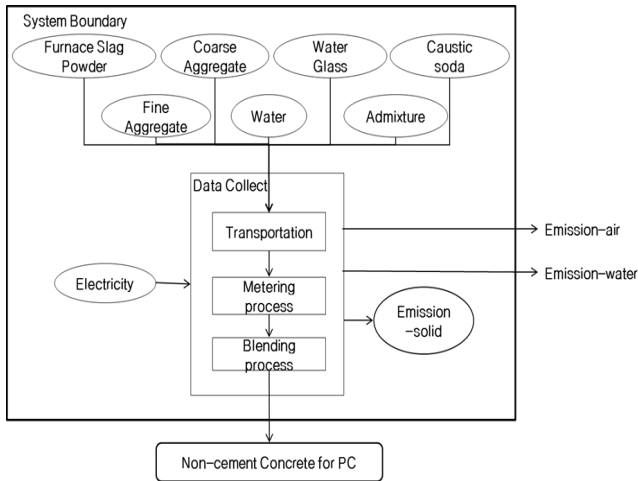 System Boundary
Furnace Slag
Powder
Coarse
Aggregate
Water
Glass
Caustic
soda
Fine
Aggregate
Water
Admixture
Data Collect
Transportation
Emission-air
Electricity
Metering
process
Emission-water
Emission
-solid
Blending
process
Non-cement Concrete for PC